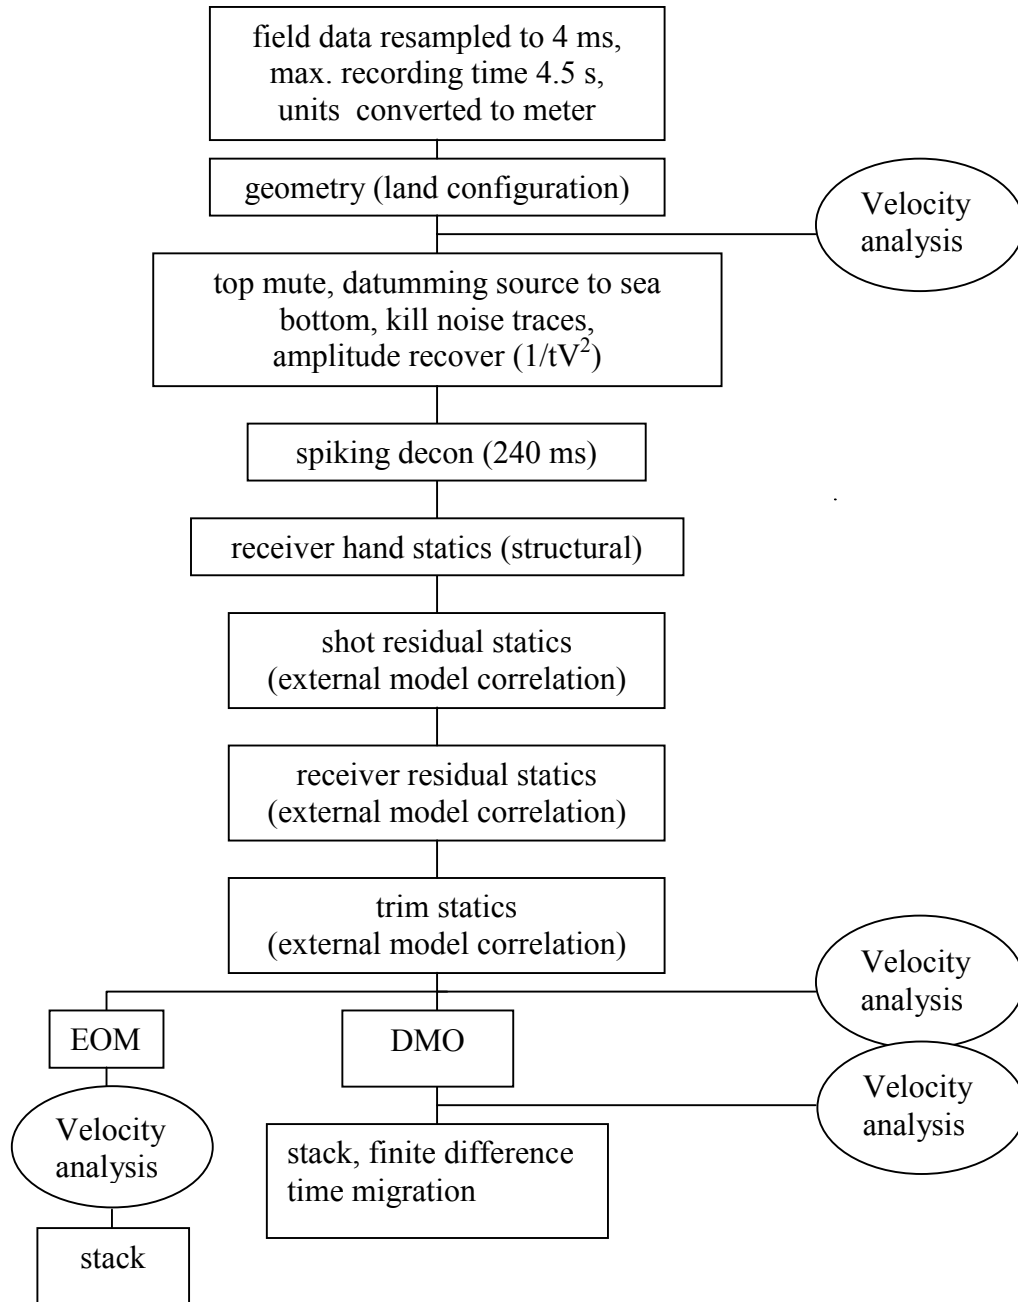 field data resampled to 4 ms,
max. recording time 4.5 s,
units converted to meter
geometry (land configuration)
Velocity
analysis
top mute, datumming source to sea
bottom, kill noise traces,
amplitude recover (1/tV²)
spiking decon (240 ms)
receiver hand statics (structural)
shot residual statics
(external model correlation)
receiver residual statics
(external model correlation)
trim statics
(external model correlation)
Velocity
analysis
EOM
DMO
Velocity
analysis
Velocity
analysis
stack, finite difference
time migration
stack